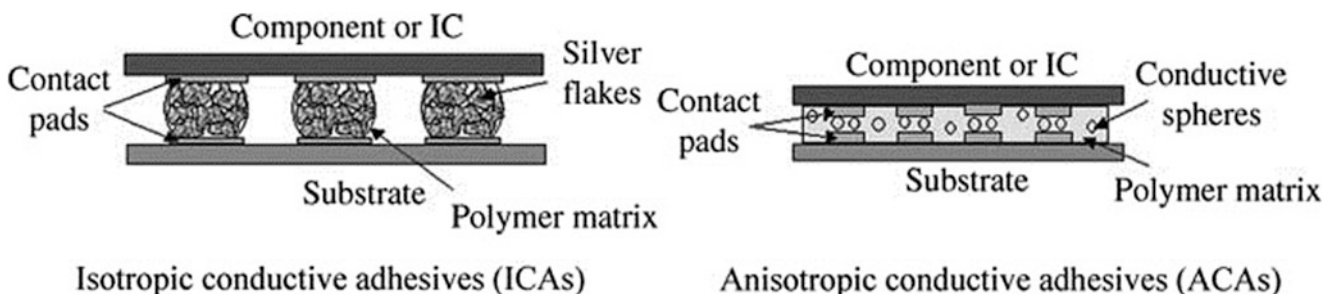 Component or IC
Contact
pads
Silver
flakes
Substrate
Polymer matrix
Isotropic conductive adhesives (ICAs)
Component or IC
Contact
pads
Conductive
spheres
Substrate
Polymer matrix
Anisotropic conductive adhesives (ACAs)